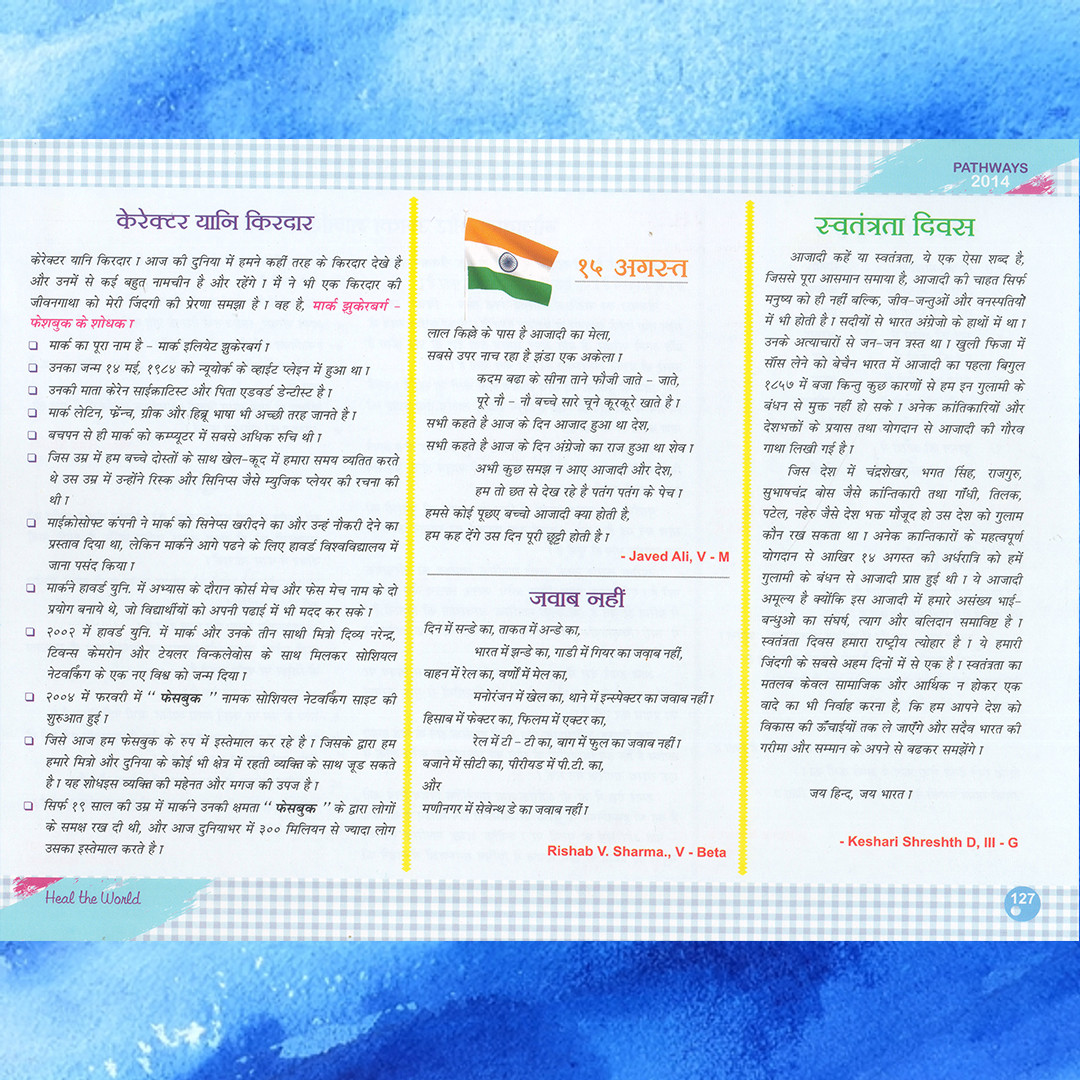 PATHWAYS
2014
केरेक्टर यानि किरदार
केरेक्टर यानि किरदार । आज की दुनिया में हमने कहीं तरह के किरदार देखे है
और उनमें से कई बहुत नामचीन है और रहेंगे । मैं ने भी एक किरदार की
जीवनगाथा को मेरी जिंदगी की प्रेरणा समझा है । वह है, मार्क झुकेरबर्ग -
फेशबुक के शोधक ।
❑ मार्क का पूरा नाम है - मार्क इलियेट झुकेरबर्ग ।
❑ उनका जन्म १४ मई, १९८४ को न्यूयोर्क के व्हाईट प्लेइन में हुआ था ।
❑ उनकी माता केरेन साईक्राटिस्ट और पिता एडवर्ड डेन्टीस्ट है ।
❑ मार्क लेटिन, फ्रेन्च, ग्रीक और हिब्रू भाषा भी अच्छी तरह जानते है ।
❑ बचपन से ही मार्क को कम्प्यूटर में सबसे अधिक रुचि थी ।
❑ जिस उम्र में हम बच्चे दोस्तों के साथ खेल-कूद में हमारा समय व्यतित करते
थे उस उम्र में उन्होंने रिस्क और सिनिप्स जैसे म्युजिक प्लेयर की रचना की
थी ।
❑ माईक्रोसोफ्ट कंपनी ने मार्क को सिनेप्स खरीदने का और उन्हं नौकरी देने का
प्रस्ताव दिया था, लेकिन मार्कने आगे पढने के लिए हावर्ड विश्वविद्यालय में
जाना पसंद किया ।
❑ मार्कने हावर्ड युनि. में अभ्यास के दौरान कोर्स मेच और फेस मेच नाम के दो
प्रयोग बनाये थे, जो विद्यार्थीयों को अपनी पढाई में भी मदद कर सके ।
❑ २००२ में हावर्ड युनि. में मार्क और उनके तीन साथी मित्रो दिव्य नरेन्द्र,
टिवन्स केमरोन और टेयलर विन्कलेवोस के साथ मिलकर सोशियल
नेटवर्किंग के एक नए विश्व को जन्म दिया ।
❑ २००४ में फरवरी में “ फेसबुक ” नामक सोशियल नेटवर्किंग साइट की
शुरुआत हुई ।
❑ जिसे आज हम फेसबुक के रुप में इस्तेमाल कर रहे है । जिसके द्वारा हम
हमारे मित्रो और दुनिया के कोई भी क्षेत्र में रहती व्यक्ति के साथ जूड सकते
है । यह शोधइस व्यक्ति की महेनत और मगज की उपज है ।
❑ सिर्फ १९ साल की उम्र में मार्कने उनकी क्षमता “ फेसबुक ” के द्वारा लोगों
के समक्ष रख दी थी, और आज दुनियाभर में ३०० मिलियन से ज्यादा लोग
उसका इस्तेमाल करते है ।
१५ अगस्त
लाल किल्ले के पास है आजादी का मेला,
सबसे उपर नाच रहा है झंडा एक अकेला ।
कदम बढा के सीना ताने फौजी जाते - जाते,
पूरे नौ - नौ बच्चे सारे चूने कूरकूरे खाते है ।
सभी कहते है आज के दिन आजाद हुआ था देश,
सभी कहते है आज के दिन अंग्रेजो का राज हुआ था शेव ।
अभी कुछ समझ न आए आजादी और देश,
हम तो छत से देख रहे है पतंग पतंग के पेच ।
हमसे कोई पूछए बच्चो आजादी क्या होती है,
हम कह देंगे उस दिन पूरी छूट्टी होती है ।
- Javed Ali, V - M
जवाब नहीं
दिन में सन्डे का, ताकत में अन्डे का,
भारत में झन्डे का, गाडी में गियर का जवाब नहीं,
वाहन में रेल का, वर्णों में मेल का,
मनोरंजन में खेल का, थाने में इन्स्पेक्टर का जवाब नहीं ।
हिसाब में फेक्टर का, फिलम में एक्टर का,
रेल में टी - टी का, बाग में फुल का जवाब नहीं ।
बजाने में सीटी का, पीरीयड में पी.टी. का,
और
मणीनगर में सेवेन्थ डे का जवाब नहीं ।
Rishab V. Sharma., V - Beta
स्वतंत्रता दिवस
आजादी कहें या स्वतंत्रता, ये एक ऐसा शब्द है,
जिससे पूरा आसमान समाया है, आजादी की चाहत सिर्फ
मनुष्य को ही नहीं बल्कि, जीव-जन्तुओं और वनस्पतियों
में भी होती है । सदीयों से भारत अंग्रेजो के हाथों में था ।
उनके अत्याचारों से जन-जन त्रस्त था । खुली फिजा में
साँस लेने को बेचैन भारत में आजादी का पहला बिगुल
१८५७ में बजा किन्तु कुछ कारणों से हम इन गुलामी के
बंधन से मुक्त नहीं हो सके । अनेक क्रांतिकारियों और
देशभक्तों के प्रयास तथा योगदान से आजादी की गौरव
गाथा लिखी गई है ।
जिस देश में चंद्रशेखर, भगत सिंह, राजगुरु,
सुभाषचंद्र बोस जैसे क्रांन्तिकारी तथा गाँधी, तिलक,
पटेल, नहेरु जैसे देश भक्त मौजूद हो उस देश को गुलाम
कौन रख सकता था । अनेक क्रान्तिकारों के महत्वपूर्ण
योगदान से आखिर १४ अगस्त की अर्धरात्रि को हमें
गुलामी के बंधन से आजादी प्राप्त हुई थी । ये आजादी
अमूल्य है क्योंकि इस आजादी में हमारे असंख्य भाई-
बन्धुओ का संघर्ष, त्याग और बलिदान समाविष्ट है ।
स्वतंत्रता दिवस हमारा राष्ट्रीय त्योहार है । ये हमारी
जिंदगी के सबसे अहम दिनों में से एक है । स्वतंत्रता का
मतलब केवल सामाजिक और आर्थिक न होकर एक
वादे का भी निर्वाह करना है, कि हम आपने देश को
विकास की ऊँचाईयों तक ले जाएँगे और सदैव भारत की
गरीमा और सम्मान के अपने से बढकर समझेंगे ।
जय हिन्द, जय भारत ।
- Keshari Shreshth D, III - G
Heal the World
127